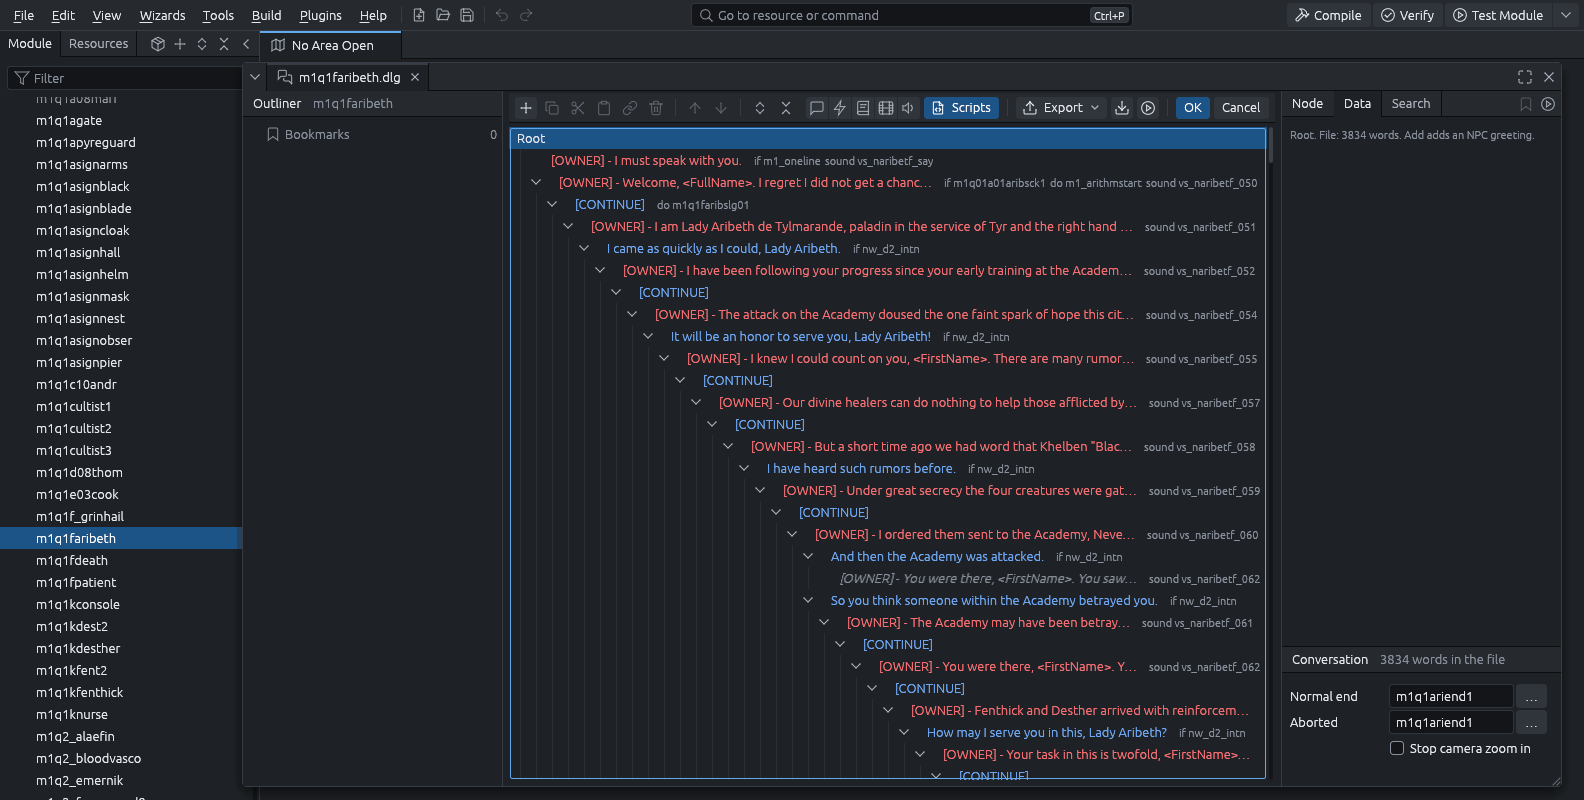 File Edit View Wizards Tools Build Plugins Help Go to resource or command Ctrl+P Compile Verify Test Module
Module Resources No Area Open
Filter
m1q1a08mari
m1q1agate
m1q1apyreguard
m1q1asignarms
m1q1asignblack
m1q1asignblade
m1q1asigncloak
m1q1asignhall
m1q1asignhelm
m1q1asignmask
m1q1asignnest
m1q1asignobser
m1q1asignpier
m1q1c10andr
m1q1cultist1
m1q1cultist2
m1q1cultist3
m1q1d08thom
m1q1e03cook
m1q1f_grinhail
m1q1faribeth
m1q1fdeath
m1q1fpatient
m1q1kconsole
m1q1kdest2
m1q1kdesther
m1q1kfent2
m1q1kfenthick
m1q1knurse
m1q2_alaefin
m1q2_bloodvasco
m1q2_emernik
m1q1faribeth.dlg
Outliner m1q1faribeth
Bookmarks 0
Scripts Export OK Cancel
Root
[OWNER] - I must speak with you. if m1_oneline sound vs_naribetf_say
[OWNER] - Welcome, <FullName>. I regret I did not get a chanc... if m1q01a01aribsck1 do m1_arithmstart sound vs_naribetf_050
[CONTINUE] do m1q1faribslg01
[OWNER] - I am Lady Aribeth de Tylmarande, paladin in the service of Tyr and the right hand ... sound vs_naribetf_051
I came as quickly as I could, Lady Aribeth. if nw_d2_intn
[OWNER] - I have been following your progress since your early training at the Academ... sound vs_naribetf_052
[CONTINUE]
[OWNER] - The attack on the Academy doused the one faint spark of hope this cit... sound vs_naribetf_054
It will be an honor to serve you, Lady Aribeth! if nw_d2_intn
[OWNER] - I knew I could count on you, <FirstName>. There are many rumor... sound vs_naribetf_055
[CONTINUE]
[OWNER] - Our divine healers can do nothing to help those afflicted by... sound vs_naribetf_057
[CONTINUE]
[OWNER] - But a short time ago we had word that Khelben "Blac... sound vs_naribetf_058
I have heard such rumors before. if nw_d2_intn
[OWNER] - Under great secrecy the four creatures were gat... sound vs_naribetf_059
[CONTINUE]
[OWNER] - I ordered them sent to the Academy, Neve... sound vs_naribetf_060
And then the Academy was attacked. if nw_d2_intn
[OWNER] - You were there, <FirstName>. You saw... sound vs_naribetf_062
So you think someone within the Academy betrayed you. if nw_d2_intn
[OWNER] - The Academy may have been betray... sound vs_naribetf_061
[CONTINUE]
[OWNER] - You were there, <FirstName>. Y... sound vs_naribetf_062
[CONTINUE]
[OWNER] - Fenthick and Desther arrived with reinforcem...
How may I serve you in this, Lady Aribeth? if nw_d2_intn
[OWNER] - Your task in this is twofold, <FirstName>...
[CONTINUE]
Node Data Search
Root. File: 3834 words. Add adds an NPC greeting.
Conversation 3834 words in the file
Normal end m1q1ariend1 ...
Aborted m1q1ariend1 ...
Stop camera zoom in